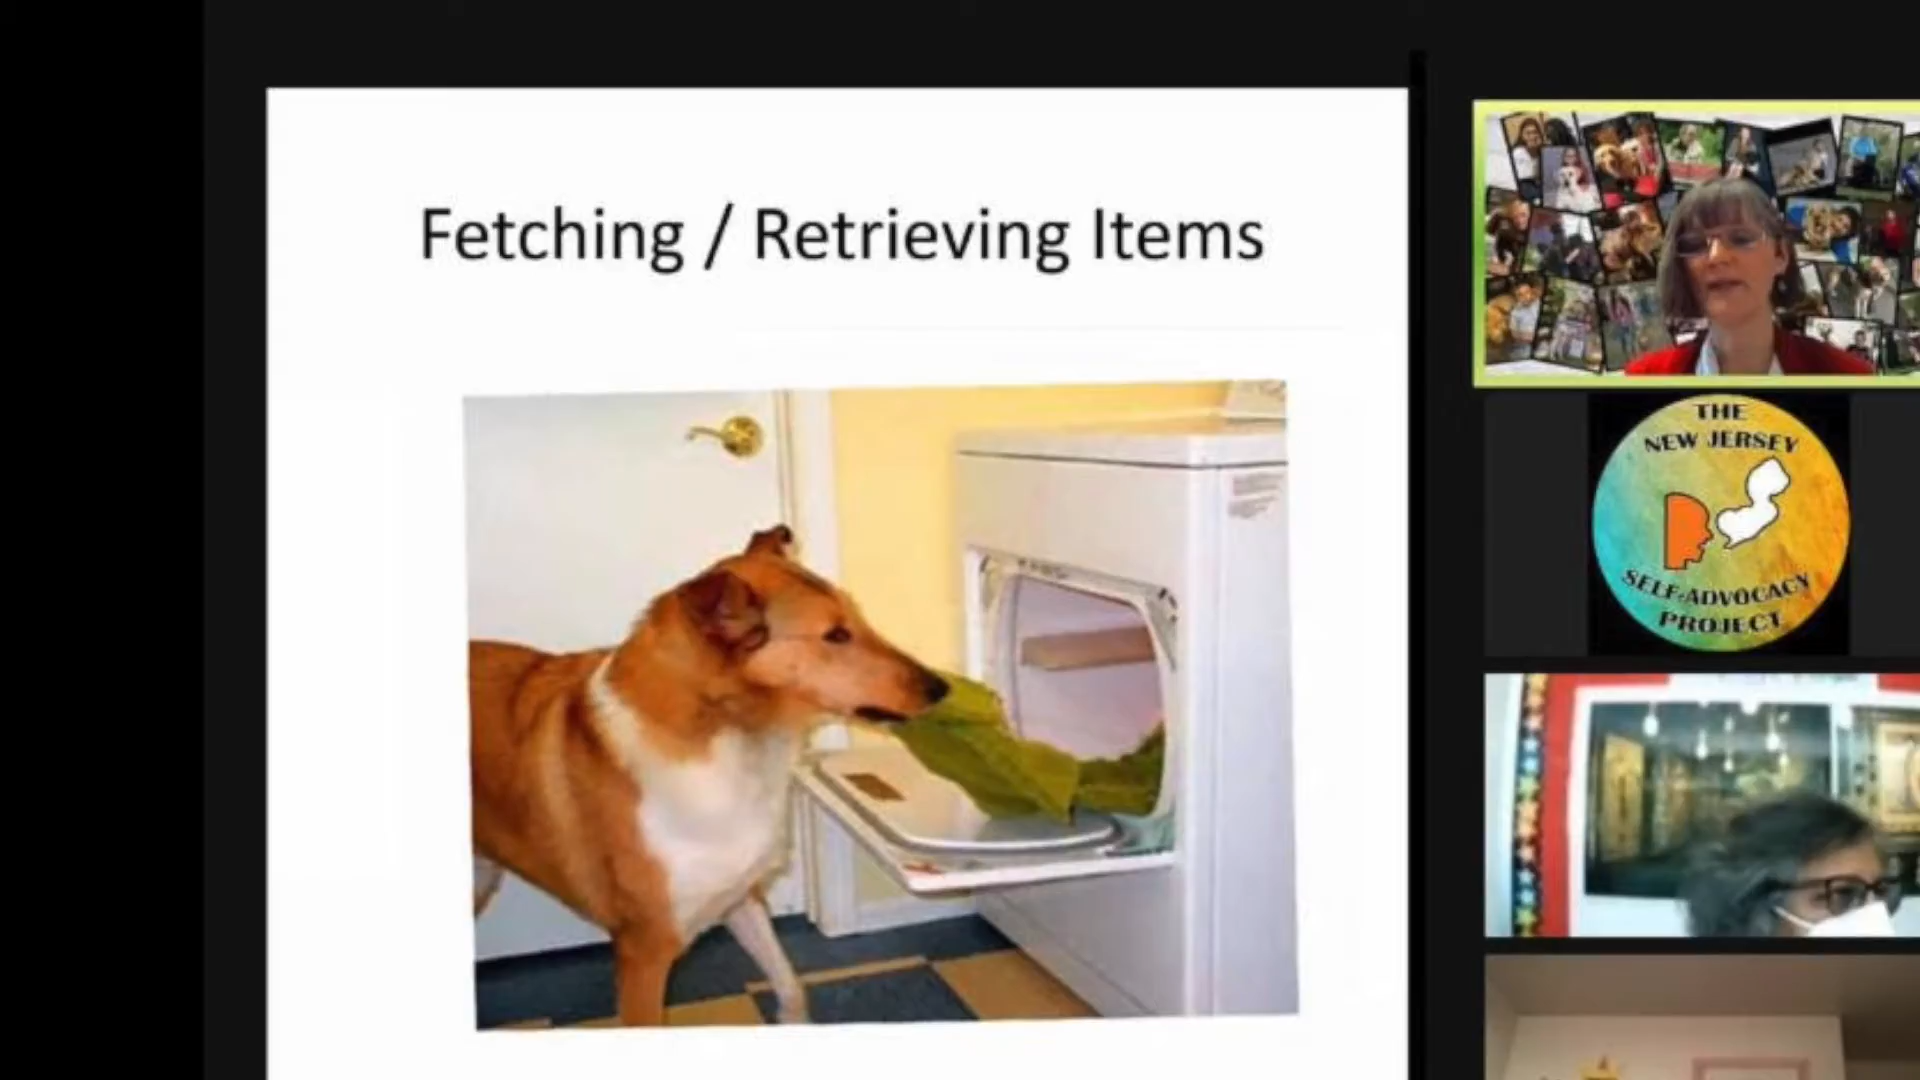 Fetching / Retrieving Items
THE
NEW JERSEY
SELF-ADVOCACY
PROJECT